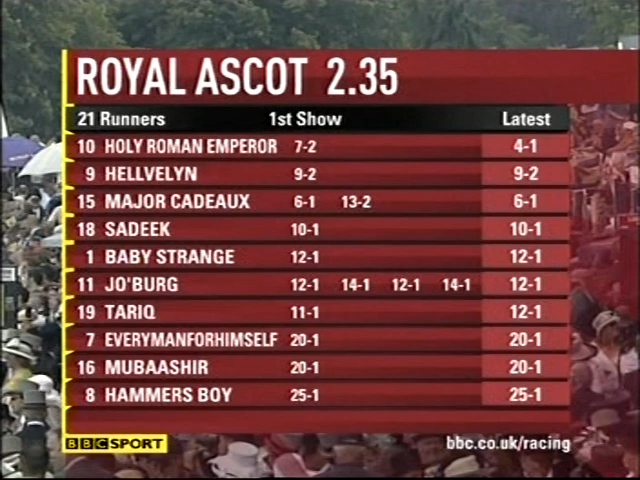 ROYAL ASCOT 2.35
21 Runners 1st Show Latest
10 HOLY ROMAN EMPEROR 7-2 4-1
9 HELLVELYN 9-2 9-2
15 MAJOR CADEAUX 6-1 13-2 6-1
18 SADEEK 10-1 10-1
1 BABY STRANGE 12-1 12-1
11 JO'BURG 12-1 14-1 12-1 14-1 12-1
19 TARIQ 11-1 12-1
7 EVERYMANFORHIMSELF 20-1 20-1
16 MUBAASHIR 20-1 20-1
8 HAMMERS BOY 25-1 25-1
BBC SPORT bbc.co.uk/racing